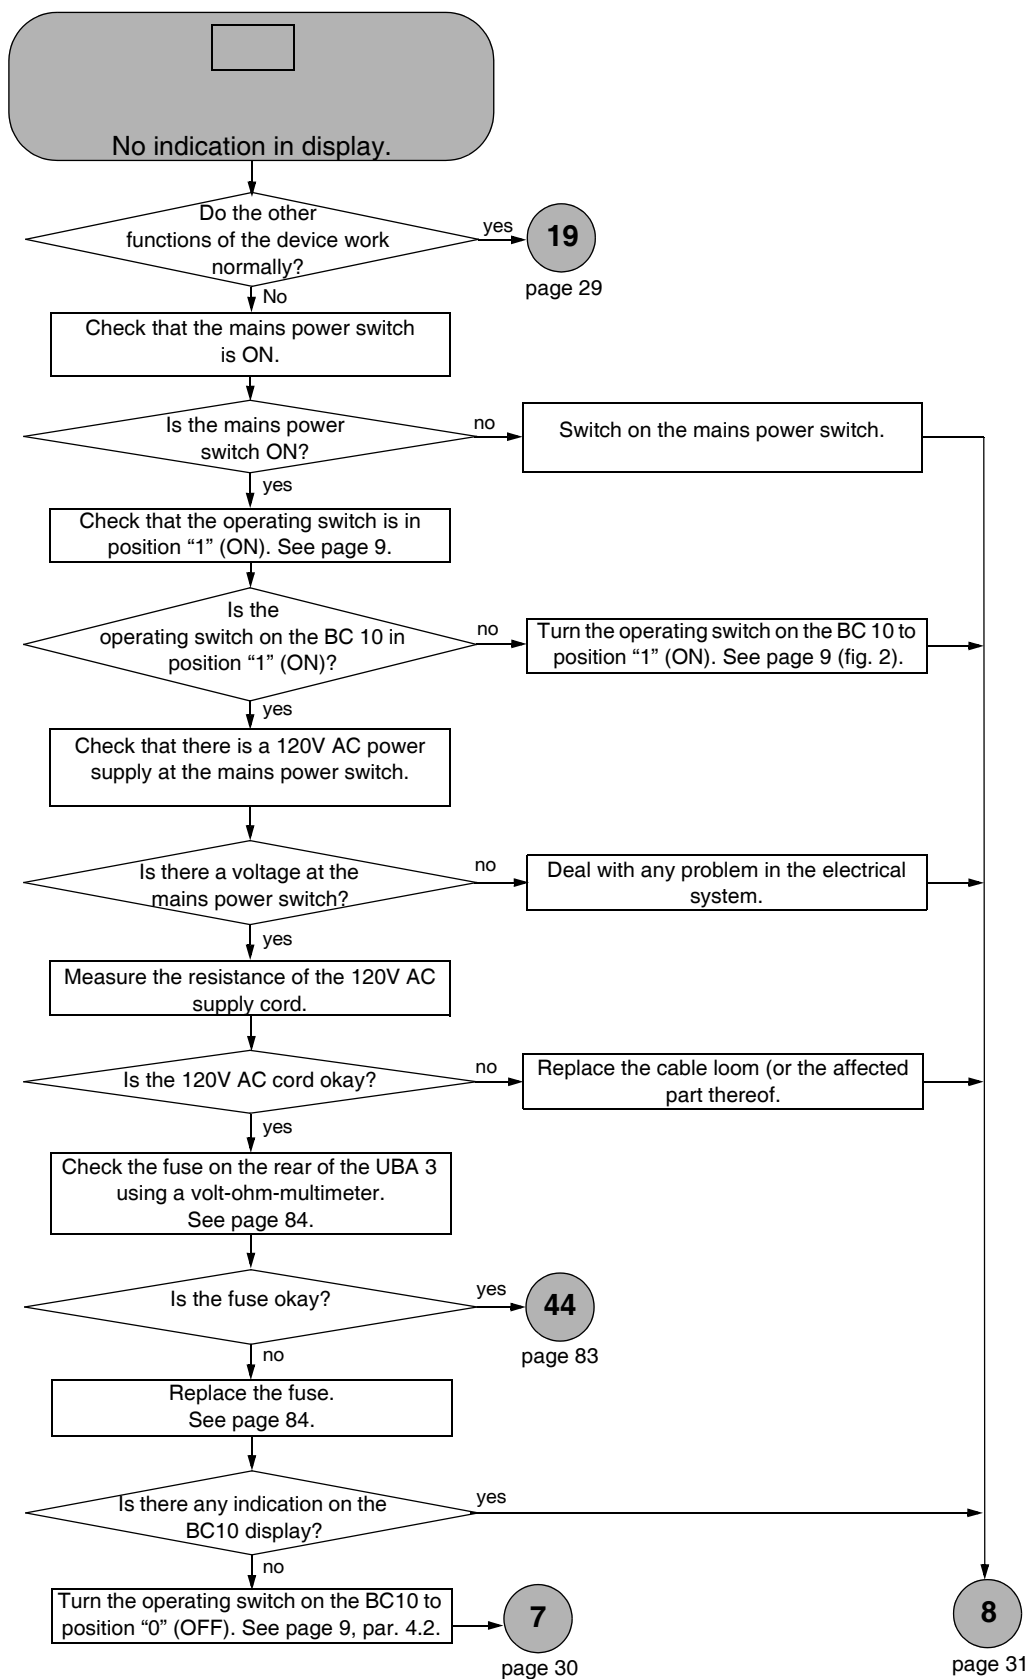 No indication in display.
Do the other
functions of the device work
normally?
yes
19
page 29
No
Check that the mains power switch
is ON.
Is the mains power
switch ON?
no
Switch on the mains power switch.
yes
Check that the operating switch is in
position “1” (ON). See page 9.
Is the
operating switch on the BC 10 in
position “1” (ON)?
no
Turn the operating switch on the BC 10 to
position “1” (ON). See page 9 (fig. 2).
yes
Check that there is a 120V AC power
supply at the mains power switch.
Is there a voltage at the
mains power switch?
no
Deal with any problem in the electrical
system.
yes
Measure the resistance of the 120V AC
supply cord.
Is the 120V AC cord okay?
no
Replace the cable loom (or the affected
part thereof.
yes
Check the fuse on the rear of the UBA 3
using a volt-ohm-multimeter.
See page 84.
Is the fuse okay?
yes
44
page 83
no
Replace the fuse.
See page 84.
Is there any indication on the
BC10 display?
yes
no
Turn the operating switch on the BC10 to
position “0” (OFF). See page 9, par. 4.2.
7
page 30
8
page 31